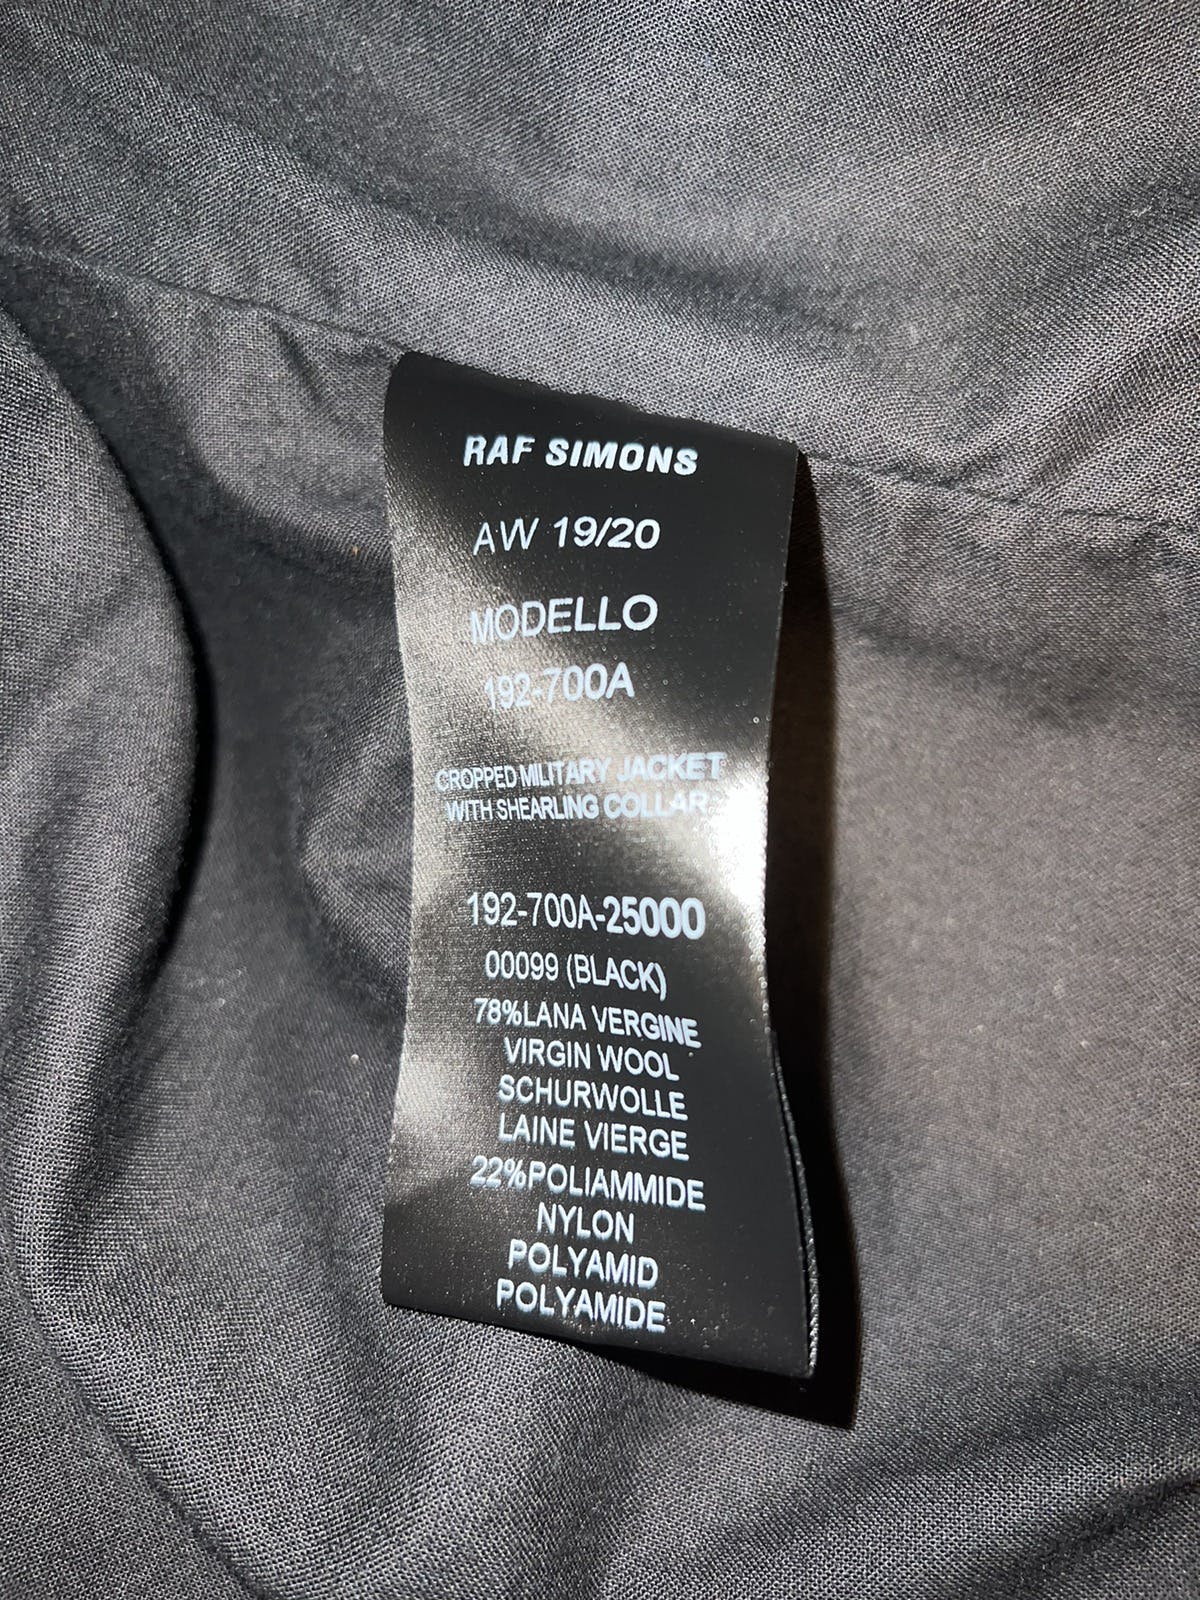 RAF SIMONS
AW 19/20
MODELLO
192-700A
CROPPED MILITARY JACKET
WITH SHEARLING COLLAR
192-700A-25000
00099 (BLACK)
78%LANA VERGINE
VIRGIN WOOL
SCHURWOLLE
LAINE VIERGE
22%POLIAMMIDE
NYLON
POLYAMID
POLYAMIDE